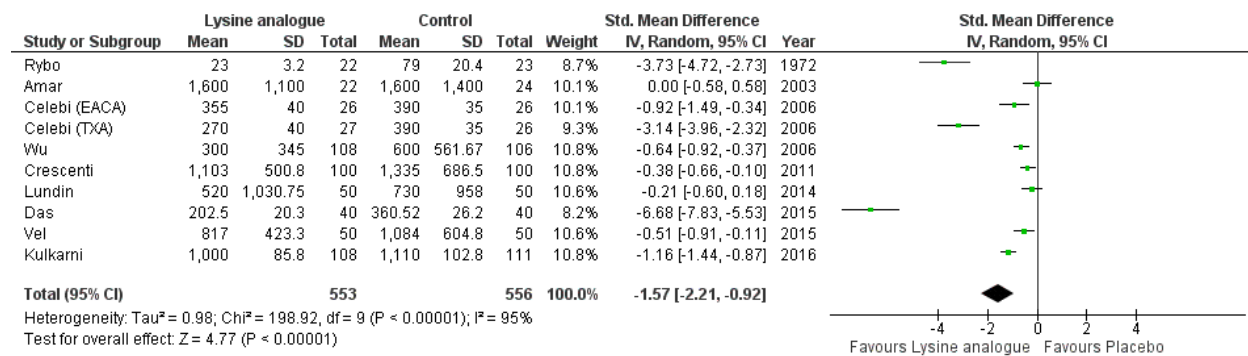 Lysine analogue Control Std. Mean Difference Std. Mean Difference
Study or Subgroup Mean SD Total Mean SD Total Weight IV, Random, 95% CI Year IV, Random, 95% CI
Rybo 23 3.2 22 79 20.4 23 8.7% -3.73 [-4.72, -2.73] 1972
Amar 1,600 1,100 22 1,600 1,400 24 10.1% 0.00 [-0.58, 0.58] 2003
Celebi (EACA) 355 40 26 390 35 26 10.1% -0.92 [-1.49, -0.34] 2006
Celebi (TXA) 270 40 27 390 35 26 9.3% -3.14 [-3.96, -2.32] 2006
Wu 300 345 108 600 561.67 106 10.8% -0.64 [-0.92, -0.37] 2006
Crescenti 1,103 500.8 100 1,335 686.5 100 10.8% -0.38 [-0.66, -0.10] 2011
Lundin 520 1,030.75 50 730 958 50 10.6% -0.21 [-0.60, 0.18] 2014
Das 202.5 20.3 40 360.52 26.2 40 8.2% -6.68 [-7.83, -5.53] 2015
Vel 817 423.3 50 1,084 604.8 50 10.6% -0.51 [-0.91, -0.11] 2015
Kulkarni 1,000 85.8 108 1,110 102.8 111 10.8% -1.16 [-1.44, -0.87] 2016
Total (95% CI) 553 556 100.0% -1.57 [-2.21, -0.92]
Heterogeneity: Tau² = 0.98; Chi² = 198.92, df = 9 (P < 0.00001); I² = 95%
Test for overall effect: Z = 4.77 (P < 0.00001)
-4 -2 0 2 4
Favours Lysine analogue Favours Placebo